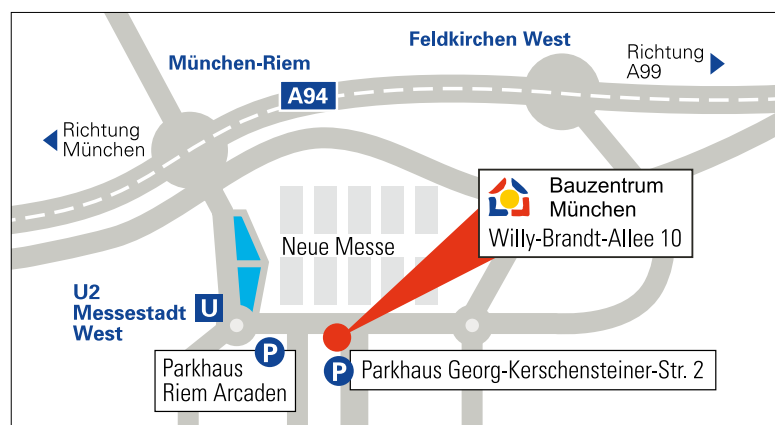 Feldkirchen West
München-Riem
Richtung
A99
A94
Richtung
München
Bauzentrum
München
Willy-Brandt-Allee 10
Neue Messe
U2
Messestadt
West
U
P
Parkhaus
Riem Arcaden
P
Parkhaus Georg-Kerschensteiner-Str. 2